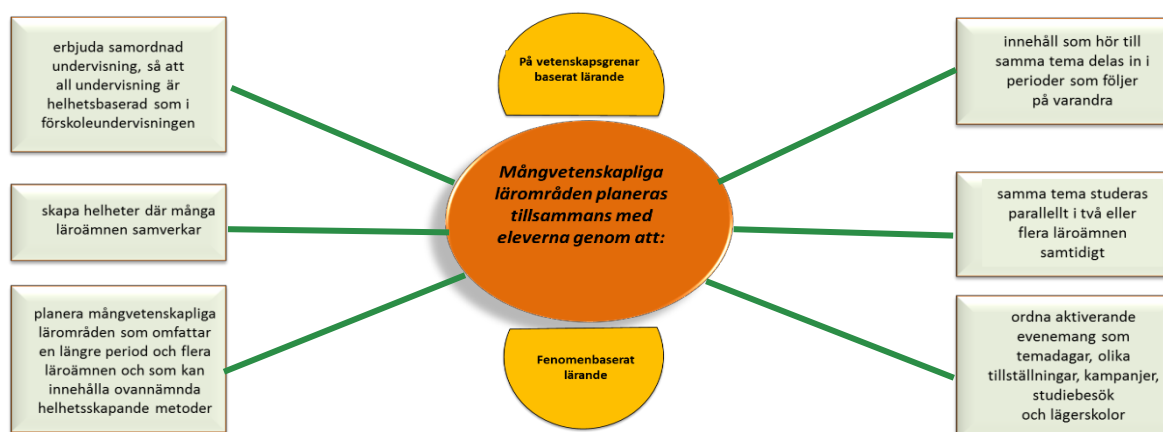 erbjuda samordnad
undervisning, så att
all undervisning är
helhetsbaserad som i
förskoleundervisningen
skapa helheter där många
läroämnen samverkar
planera mångvetenskapliga
lärområden som omfattar
en längre period och flera
läroämnen och som kan
innehålla ovannämnda
helhetsskapande metoder
På vetenskapsgrenar
baserat lärande
Mångvetenskapliga
lärområden planeras
tillsammans med
eleverna genom att:
Fenomenbaserat
lärande
innehåll som hör till
samma tema delas in i
perioder som följer
på varandra
samma tema studeras
parallellt i två eller
flera läroämnen
samtidigt
ordna aktiverande
evenemang som
temadagar, olika
tillställningar, kampanjer,
studiebesök
och lägerskolor